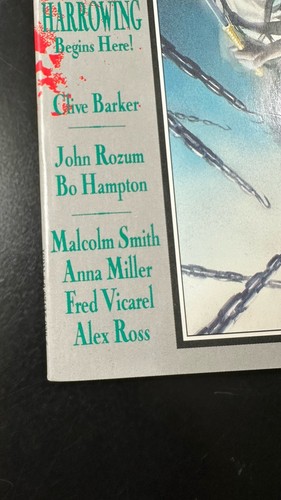 HARROWING
Begins Here!
Clive Barker
John Rozum
Bo Hampton
Malcolm Smith
Anna Miller
Fred Vicarel
Alex Ross